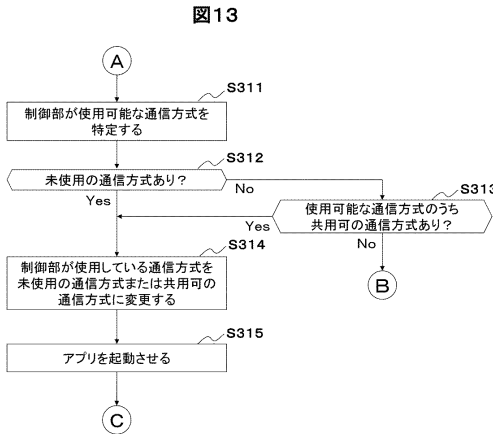 図13
A
S311
制御部が使用可能な通信方式を
特定する
S312
未使用の通信方式あり？
No
Yes
S313
使用可能な通信方式のうち
共用可の通信方式あり？
Yes
No
B
S314
制御部が使用している通信方式を
未使用の通信方式または共用可の
通信方式に変更する
S315
アプリを起動させる
C